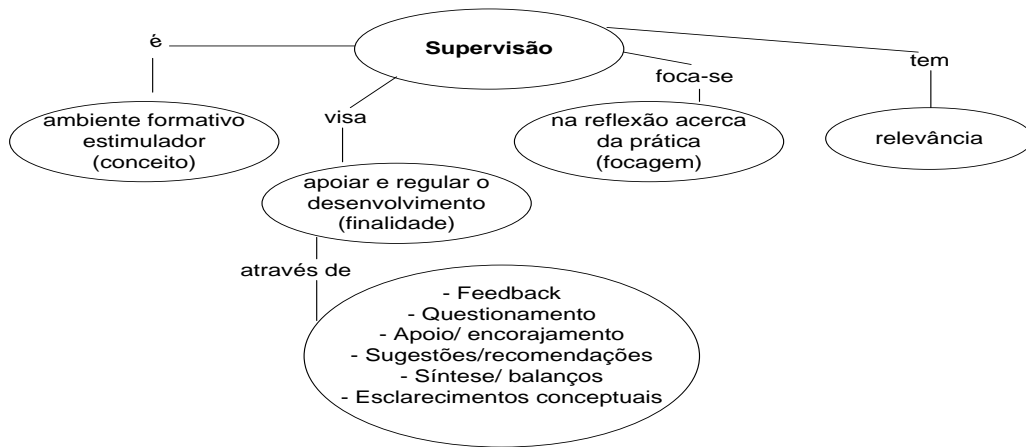 Supervisão
é
ambiente formativo
estimulador
(conceito)
visa
apoiar e regular o
desenvolvimento
(finalidade)
através de
- Feedback
- Questionamento
- Apoio/ encorajamento
- Sugestões/recomendações
- Síntese/ balanços
- Esclarecimentos conceptuais
foca-se
na reflexão acerca
da prática
(focagem)
tem
relevância